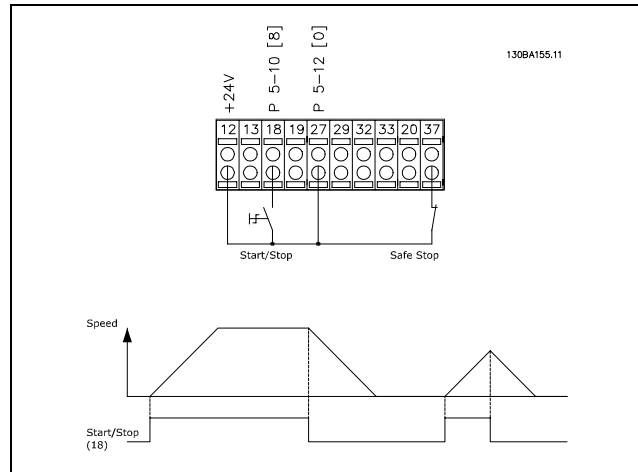 130BA155.11
+24V
P 5-10 [8]
P 5-12 [0]
12 13 18 19 27 29 32 33 20 37
Start/Stop
Safe Stop
Speed
Start/Stop
(18)